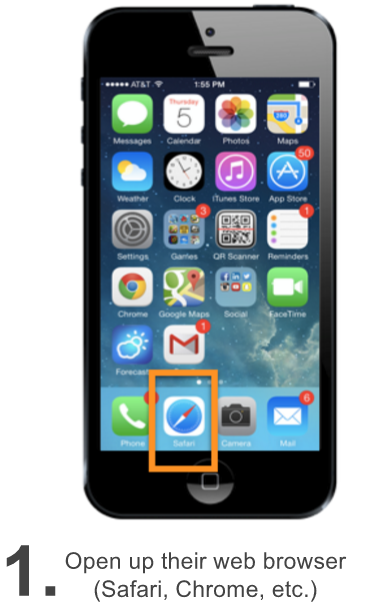 AT&T 1:55 PM
Thursday
5
280
Messages Calendar Photos Maps
50
Weather Clock iTunes Store App Store
3 1
Settings Games QR Scanner Reminders
Chrome Google Maps Social FaceTime
1
Forecast
6
Phone Safari Camera Mail
1. Open up their web browser
(Safari, Chrome, etc.)